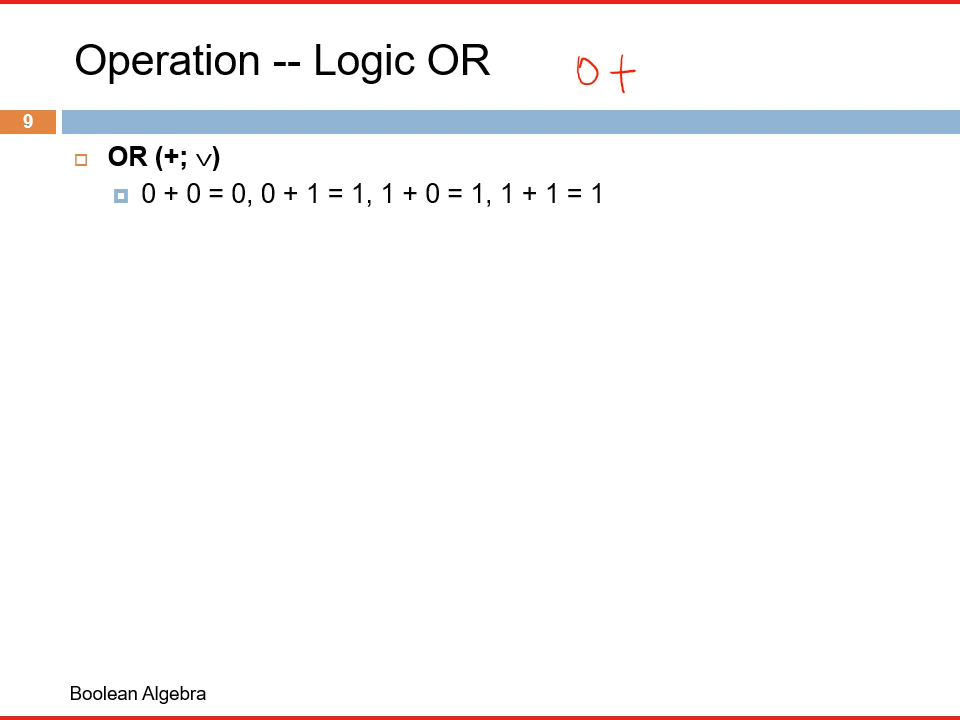 Operation -- Logic OR 0 +
9
OR (+; ∨)
0 + 0 = 0, 0 + 1 = 1, 1 + 0 = 1, 1 + 1 = 1
Boolean Algebra